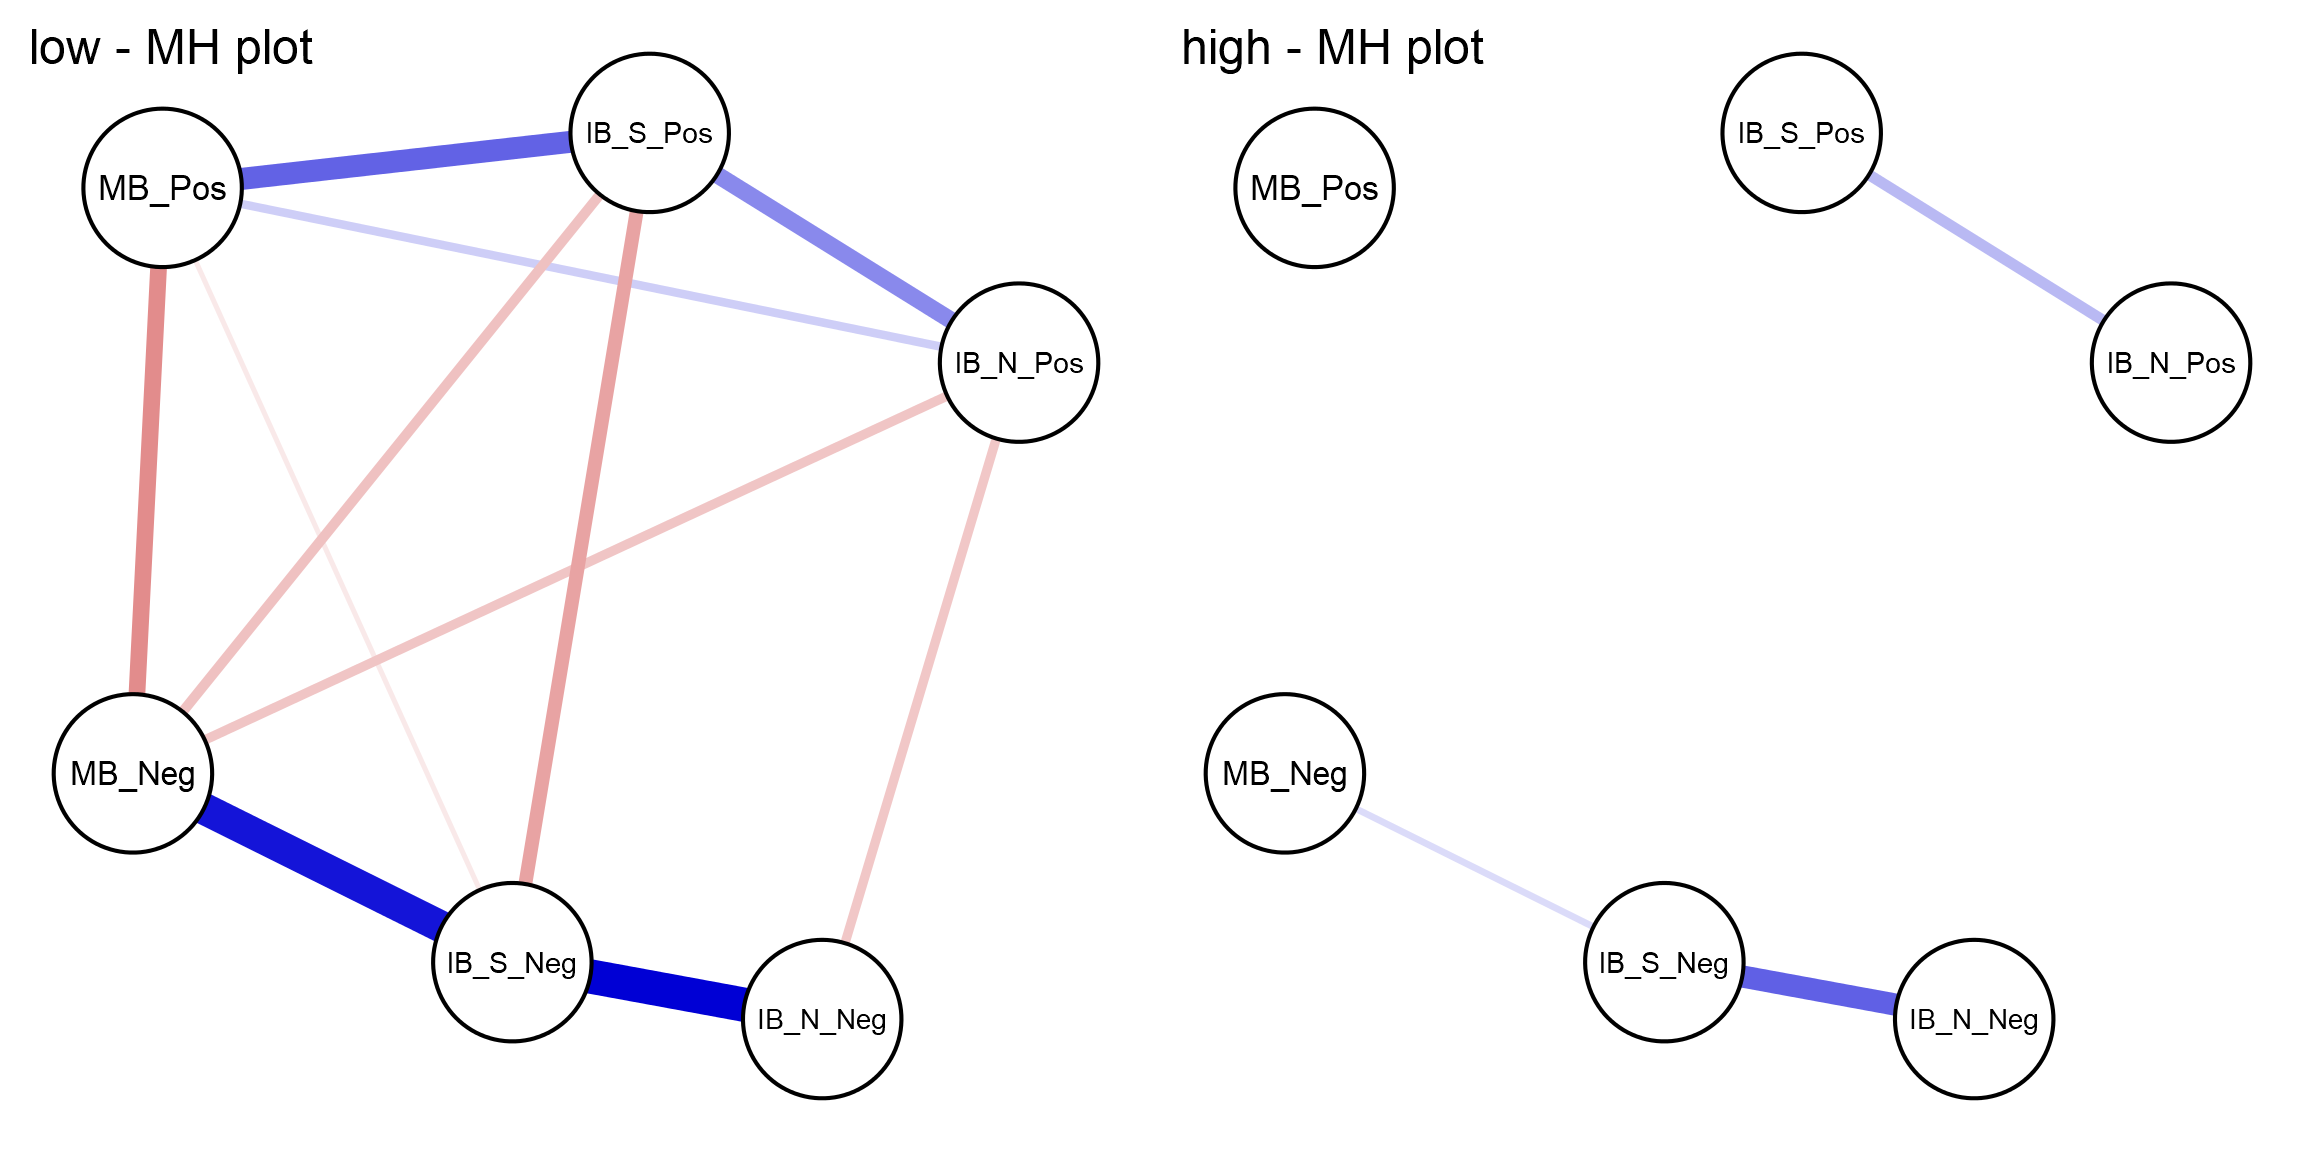 low - MH plot
IB_S_Pos
MB_Pos
IB_N_Pos
MB_Neg
IB_S_Neg
IB_N_Neg
high - MH plot
IB_S_Pos
MB_Pos
IB_N_Pos
MB_Neg
IB_S_Neg
IB_N_Neg